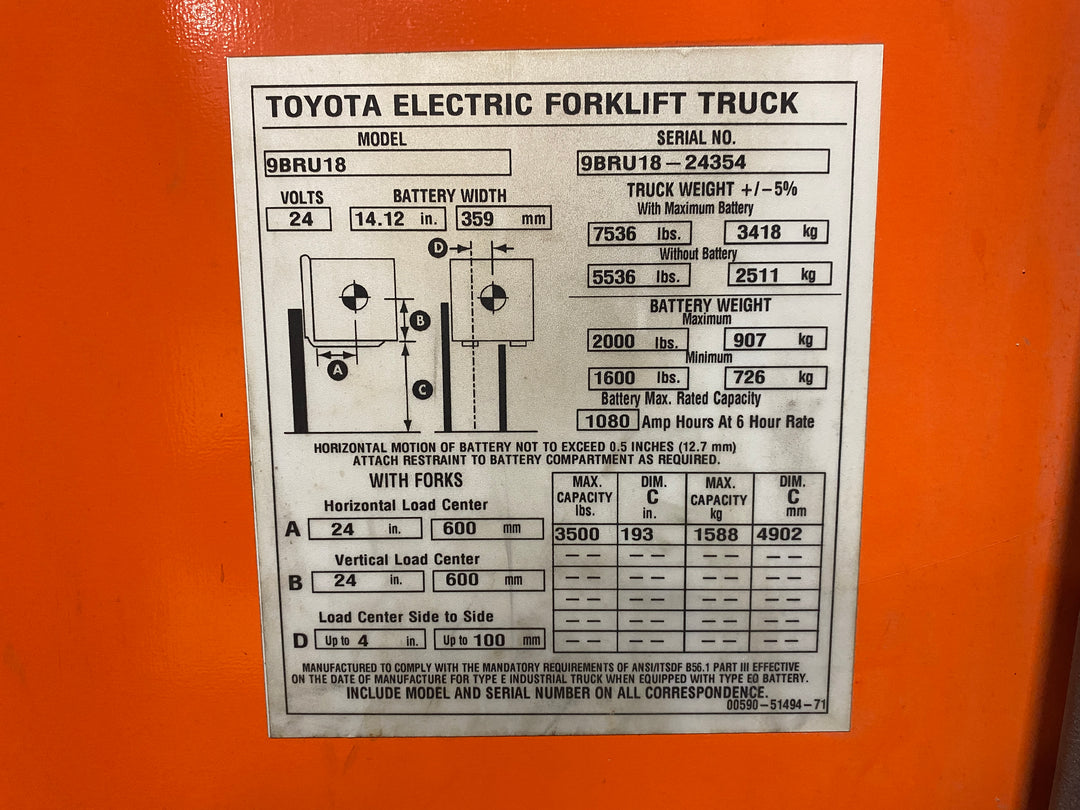 TOYOTA ELECTRIC FORKLIFT TRUCK
MODEL
9BRU18
SERIAL NO.
9BRU18-24354
VOLTS
24
BATTERY WIDTH
14.12 in. 359 mm
TRUCK WEIGHT +/-5%
With Maximum Battery
7536 lbs. 3418 kg
Without Battery
5536 lbs. 2511 kg
BATTERY WEIGHT
Maximum
2000 lbs. 907 kg
Minimum
1600 lbs. 726 kg
Battery Max. Rated Capacity
1080 Amp Hours At 6 Hour Rate
D
B
A
C
HORIZONTAL MOTION OF BATTERY NOT TO EXCEED 0.5 INCHES (12.7 mm)
ATTACH RESTRAINT TO BATTERY COMPARTMENT AS REQUIRED.
WITH FORKS
Horizontal Load Center
A 24 in. 600 mm
Vertical Load Center
B 24 in. 600 mm
Load Center Side to Side
D Up to 4 in. Up to 100 mm
MAX. CAPACITY lbs. DIM. C in. MAX. CAPACITY kg DIM. C mm
3500 193 1588 4902
-- -- -- --
-- -- -- --
-- -- -- --
-- -- -- --
-- -- -- --
MANUFACTURED TO COMPLY WITH THE MANDATORY REQUIREMENTS OF ANSI/ITSDF B56.1 PART III EFFECTIVE
ON THE DATE OF MANUFACTURE FOR TYPE E INDUSTRIAL TRUCK WHEN EQUIPPED WITH TYPE EO BATTERY.
INCLUDE MODEL AND SERIAL NUMBER ON ALL CORRESPONDENCE.
00590-51494-71